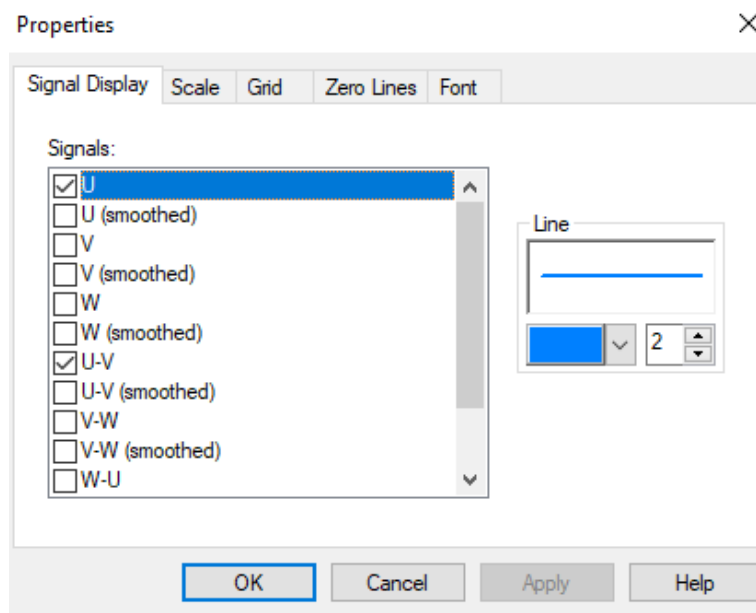 Properties
Signal Display Scale Grid Zero Lines Font
Signals:
U
U (smoothed)
V
V (smoothed)
W
W (smoothed)
U-V
U-V (smoothed)
V-W
V-W (smoothed)
W-U
Line
2
OK Cancel Apply Help